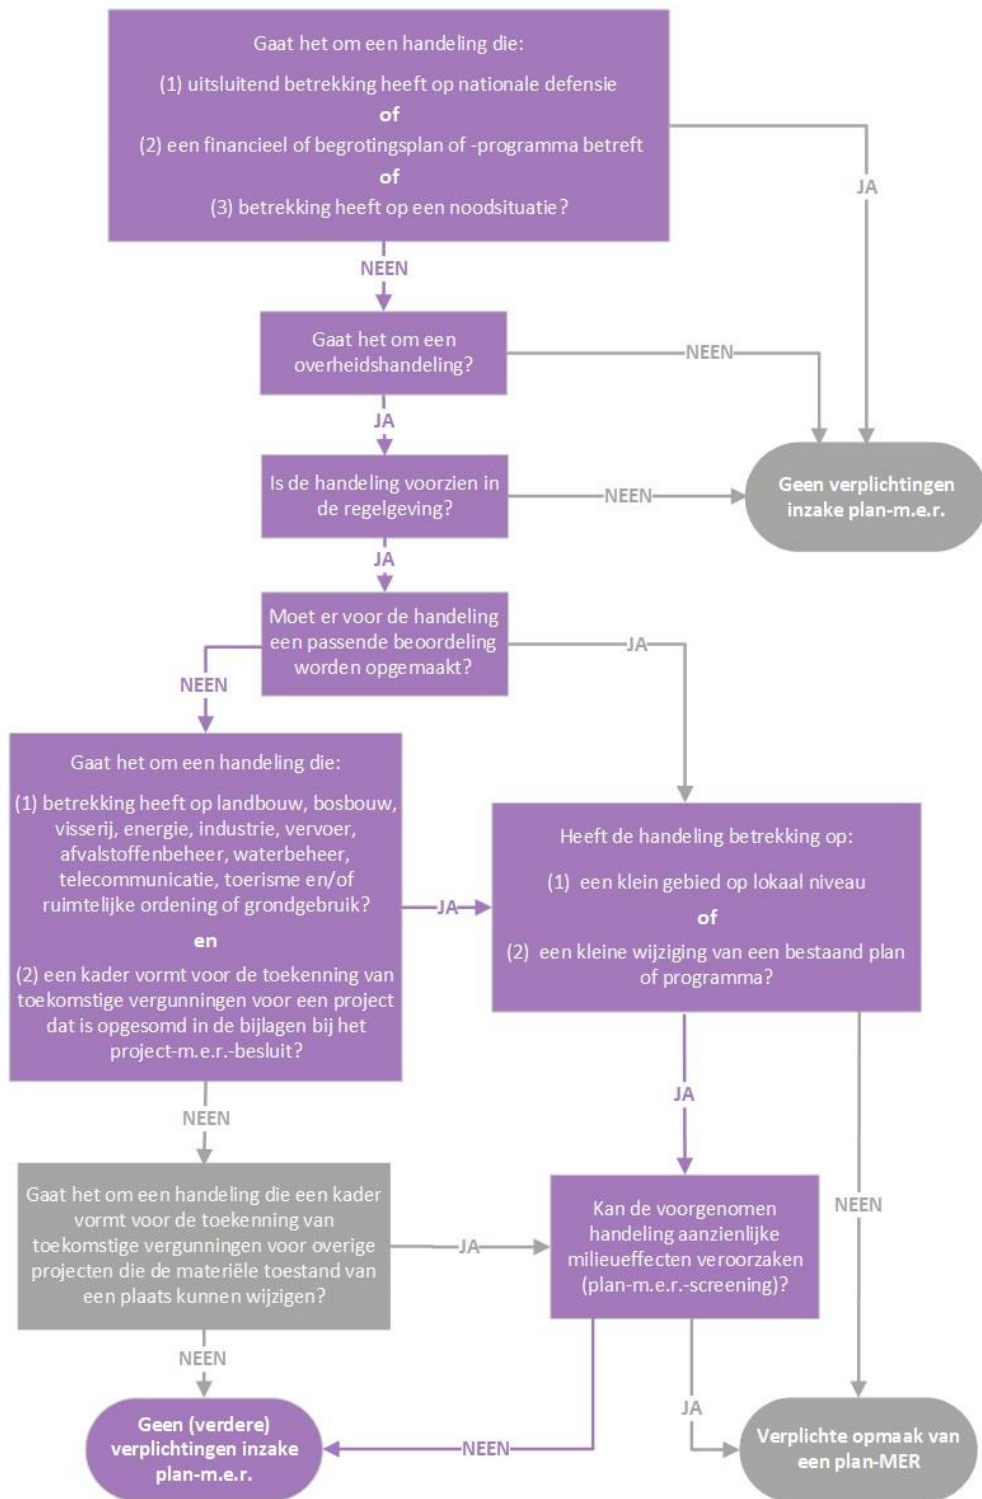 Gaat het om een handeling die:
(1) uitsluitend betrekking heeft op nationale defensie
of
(2) een financieel of begrotingsplan of -programma betreft
of
(3) betrekking heeft op een noodsituatie?
JA
NEEN
Gaat het om een
overheidshandeling?
NEEN
JA
Is de handeling voorzien in
de regelgeving?
NEEN
Geen verplichtingen
inzake plan-m.e.r.
JA
Moet er voor de handeling
een passende beoordeling
worden opgemaakt?
JA
NEEN
Gaat het om een handeling die:
(1) betrekking heeft op landbouw, bosbouw,
visserij, energie, industrie, vervoer,
afvalstoffenbeheer, waterbeheer,
telecommunicatie, toerisme en/of
ruimtelijke ordening of grondgebruik?
en
(2) een kader vormt voor de toekenning van
toekomstige vergunningen voor een project
dat is opgesomd in de bijlagen bij het
project-m.e.r.-besluit?
JA
Heeft de handeling betrekking op:
(1) een klein gebied op lokaal niveau
of
(2) een kleine wijziging van een bestaand plan
of programma?
NEEN
JA
NEEN
Gaat het om een handeling die een kader
vormt voor de toekenning van
toekomstige vergunningen voor overige
projecten die de materiële toestand van
een plaats kunnen wijzigen?
JA
Kan de voorgenomen
handeling aanzienlijke
milieueffecten veroorzaken
(plan-m.e.r.-screening)?
NEEN
JA
NEEN
Geen (verdere)
verplichtingen inzake
plan-m.e.r.
Verplichte opmaak van
een plan-MER